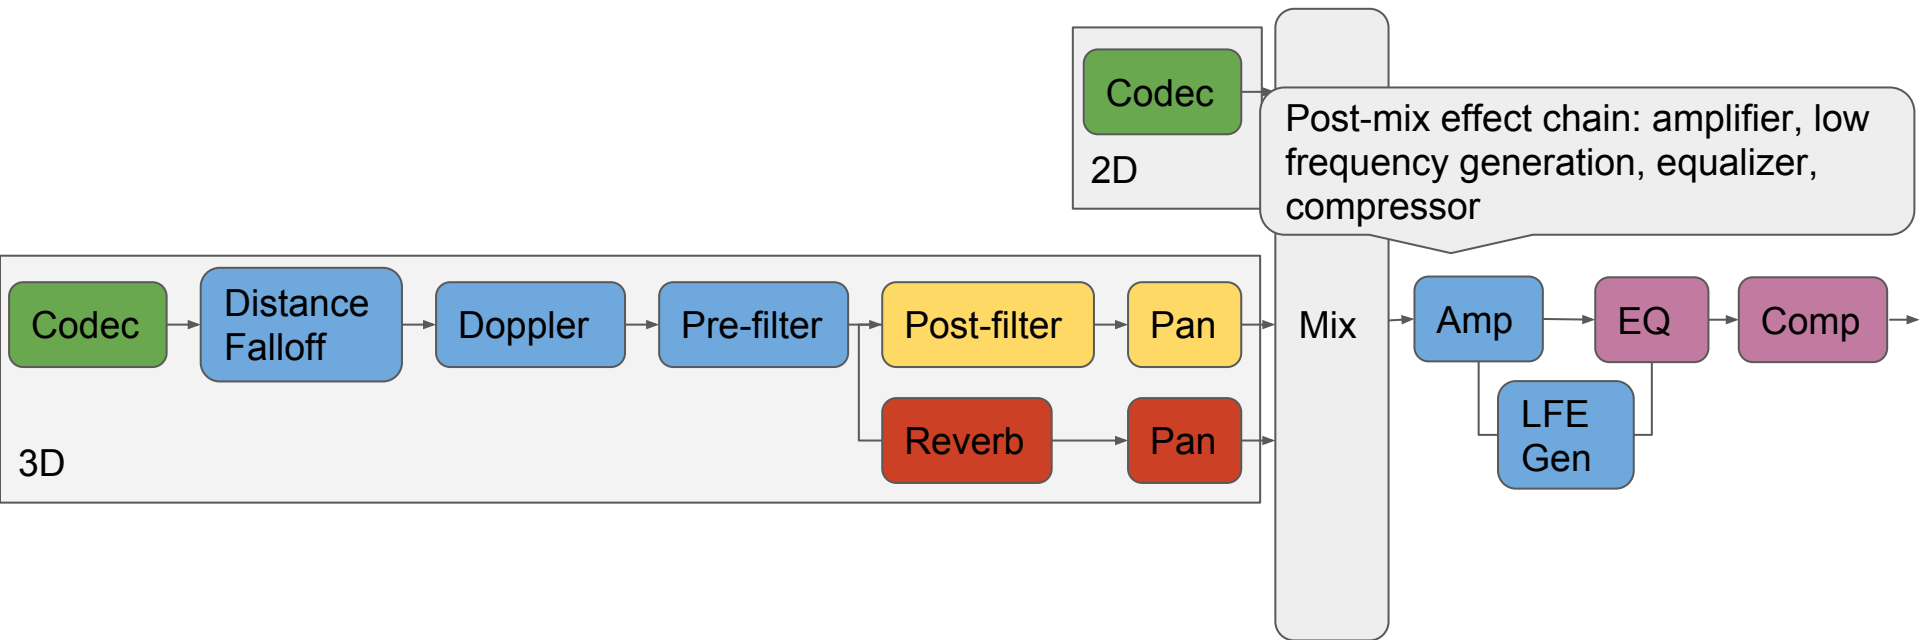 Codec
2D
Post-mix effect chain: amplifier, low
frequency generation, equalizer,
compressor
Codec
Distance
Falloff
Doppler
Pre-filter
Post-filter
Pan
Mix
Amp
EQ
Comp
Reverb
Pan
LFE
Gen
3D